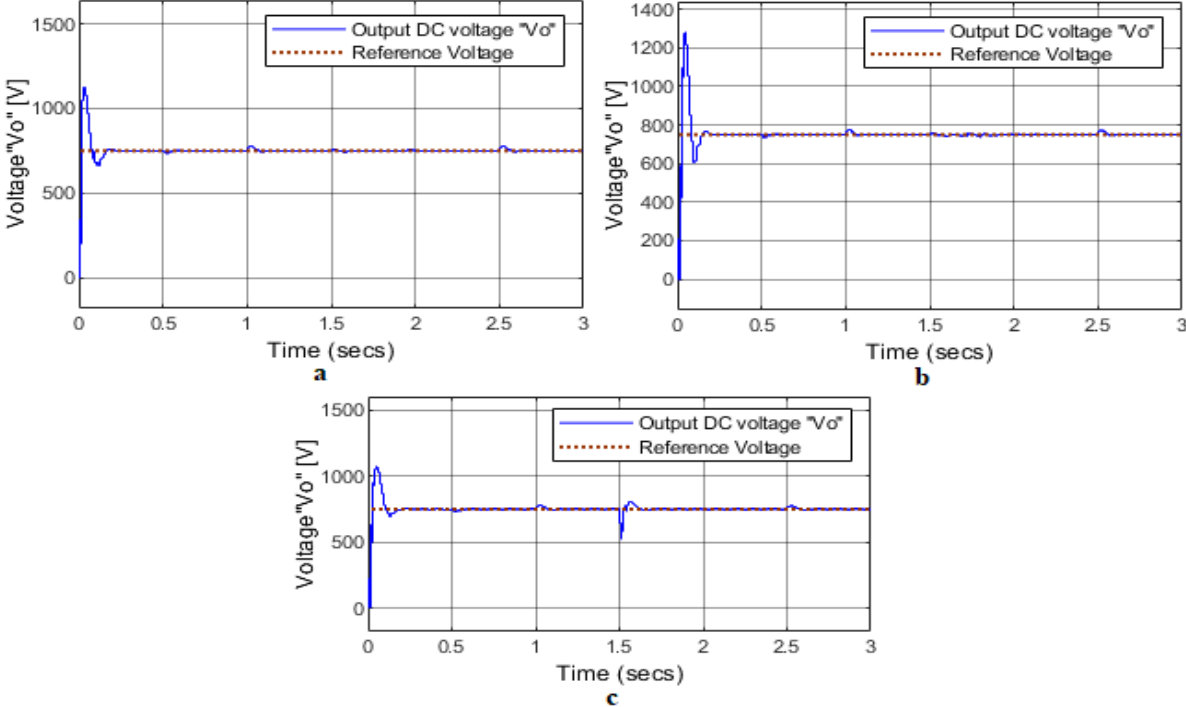 Output DC voltage "Vo"
Reference Voltage
1500
1000
500
0
Voltage"Vo" [V]
0 0.5 1 1.5 2 2.5 3
Time (secs)
a
Output DC voltage "Vo"
Reference Voltage
1400
1200
1000
800
600
400
200
0
Voltage"Vo" [V]
0 0.5 1 1.5 2 2.5 3
Time (secs)
b
Output DC voltage "Vo"
Reference Voltage
1500
1000
500
0
Voltage"Vo" [V]
0 0.5 1 1.5 2 2.5 3
Time (secs)
c